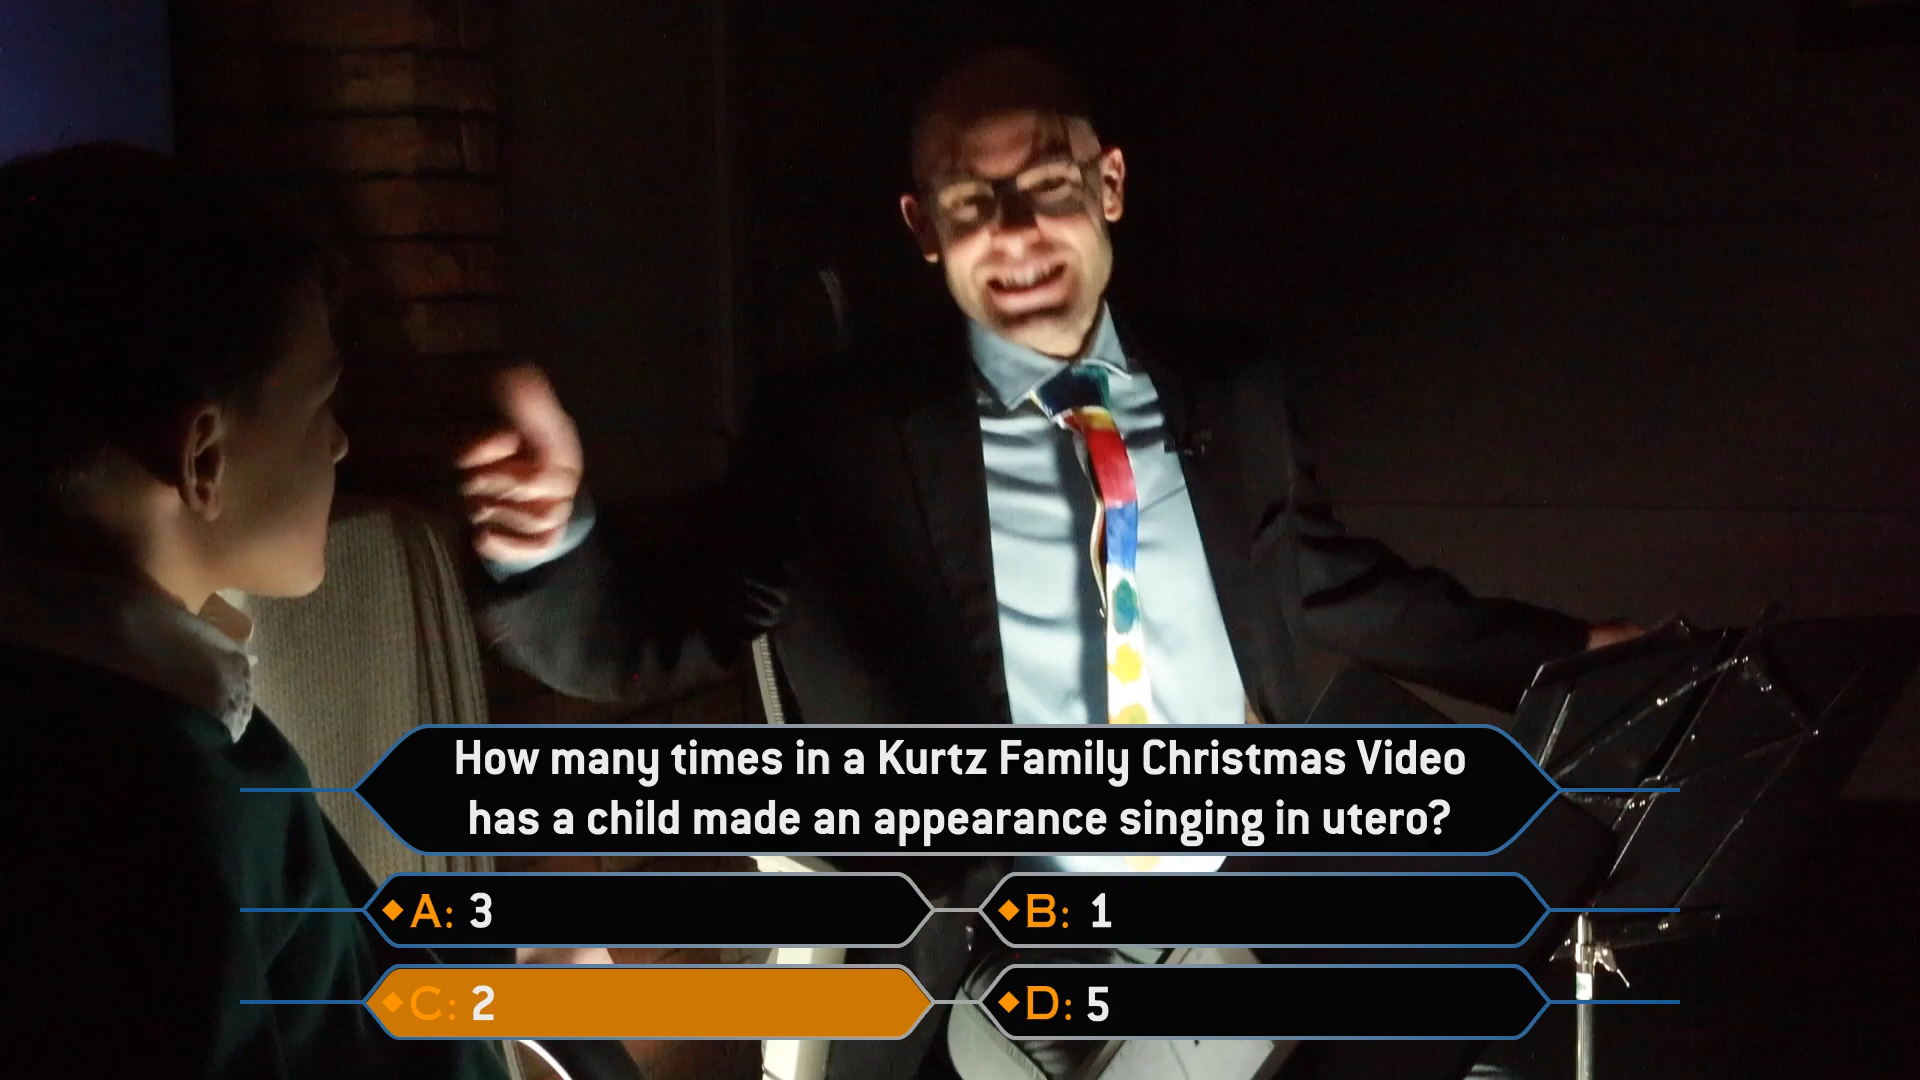 How many times in a Kurtz Family Christmas Video
has a child made an appearance singing in utero?
A: 3
B: 1
C: 2
D: 5